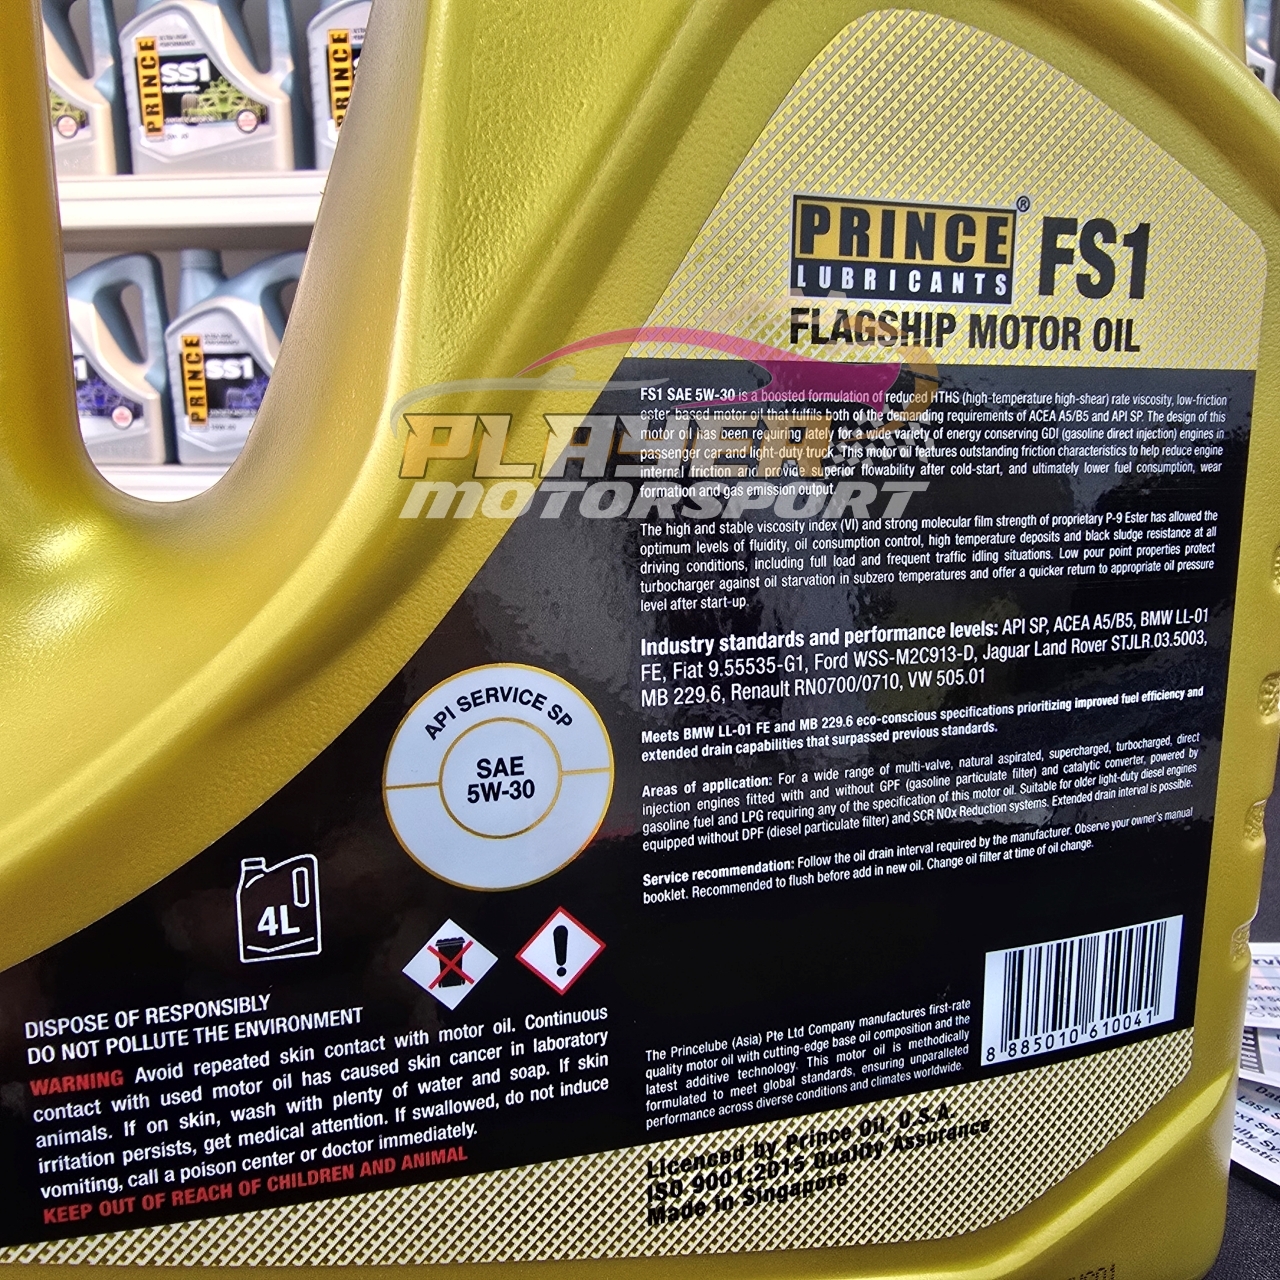 PRINCE
SS1
PRINCE
PRINCE
SS1
PRINCE®
LUBRICANTS
FS1
FLAGSHIP MOTOR OIL
FS1 SAE 5W-30 is a boosted formulation of reduced HTHS (high-temperature high-shear) rate viscosity, low-friction
ester based motor oil that fulfils both of the demanding requirements of ACEA A5/B5 and API SP. The design of this
motor oil has been requiring lately for a wide variety of energy conserving GDI (gasoline direct injection) engines in
passenger car and light-duty truck. This motor oil features outstanding friction characteristics to help reduce engine
internal friction and provide superior flowability after cold-start, and ultimately lower fuel consumption, wear
formation and gas emission output.
PLAYER
MOTORSPORT
The high and stable viscosity index (VI) and strong molecular film strength of proprietary P-9 Ester has allowed the
optimum levels of fluidity, oil consumption control, high temperature deposits and black sludge resistance at all
driving conditions, including full load and frequent traffic idling situations. Low pour point properties protect
turbocharger against oil starvation in subzero temperatures and offer a quicker return to appropriate oil pressure
level after start-up.
Industry standards and performance levels: API SP, ACEA A5/B5, BMW LL-01
FE, Fiat 9.55535-G1, Ford WSS-M2C913-D, Jaguar Land Rover STJLR.03.5003,
MB 229.6, Renault RN0700/0710, VW 505.01
Meets BMW LL-01 FE and MB 229.6 eco-conscious specifications prioritizing improved fuel efficiency and
extended drain capabilities that surpassed previous standards.
Areas of application: For a wide range of multi-valve, natural aspirated, supercharged, turbocharged, direct
injection engines fitted with and without GPF (gasoline particulate filter) and catalytic converter, powered by
gasoline fuel and LPG requiring any of the specification of this motor oil. Suitable for older light-duty diesel engines
equipped without DPF (diesel particulate filter) and SCR NOx Reduction systems. Extended drain interval is possible.
Service recommendation: Follow the oil drain interval required by the manufacturer. Observe your owner's manual
booklet. Recommended to flush before add in new oil. Change oil filter at time of oil change.
API SERVICE SP
SAE
5W-30
4L
DISPOSE OF RESPONSIBLY
DO NOT POLLUTE THE ENVIRONMENT
WARNING Avoid repeated skin contact with motor oil. Continuous
contact with used motor oil has caused skin cancer in laboratory
animals. If on skin, wash with plenty of water and soap. If skin
irritation persists, get medical attention. If swallowed, do not induce
vomiting, call a poison center or doctor immediately.
KEEP OUT OF REACH OF CHILDREN AND ANIMAL
The Princelube (Asia) Pte Ltd Company manufactures first-rate
quality motor oil with cutting-edge base oil composition and the
latest additive technology. This motor oil is methodically
formulated to meet global standards, ensuring unparalleled
performance across diverse conditions and climates worldwide.
8 885010 610041
Licenced by Prince Oil, U.S.A.
ISO 9001:2015 Quality Assurance
Made in Singapore